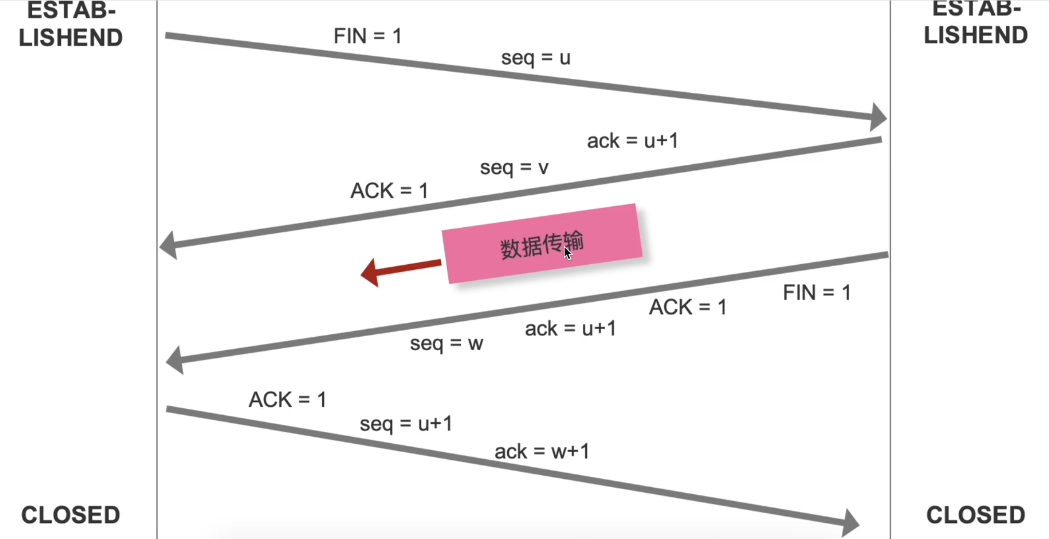 ESTAB-
LISHEND
ESTAB-
LISHEND
FIN = 1
seq = u
ack = u+1
seq = v
ACK = 1
数据传输
FIN = 1
ACK = 1
ack = u+1
seq = w
ACK = 1
seq = u+1
ack = w+1
CLOSED
CLOSED